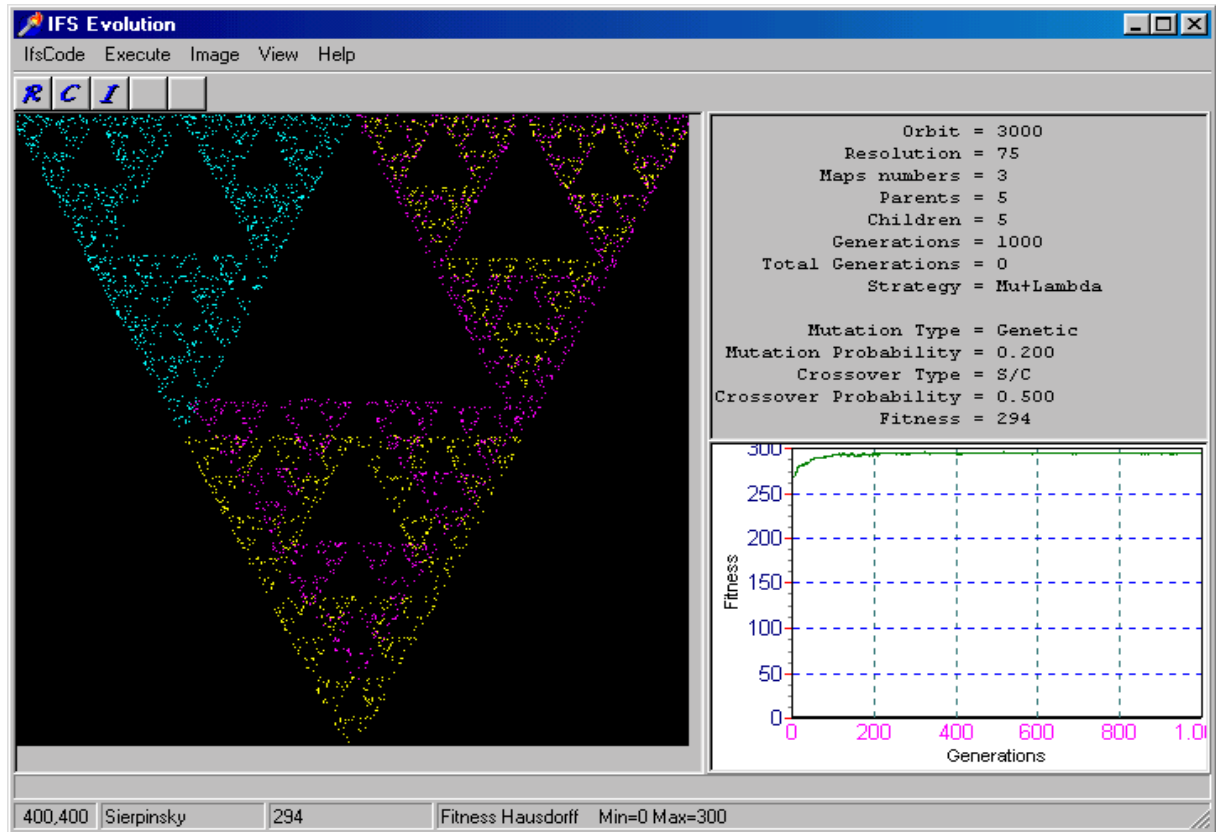 IFS Evolution
IfsCode Execute Image View Help
R C I
Orbit = 3000
Resolution = 75
Maps numbers = 3
Parents = 5
Children = 5
Generations = 1000
Total Generations = 0
Strategy = Mu+Lambda
Mutation Type = Genetic
Mutation Probability = 0.200
Crossover Type = S/C
Crossover Probability = 0.500
Fitness = 294
300
250
200
150
100
50
0
Fitness
0 200 400 600 800 1.00
Generations
400,400 Sierpinsky 294 Fitness Hausdorff Min=0 Max=300